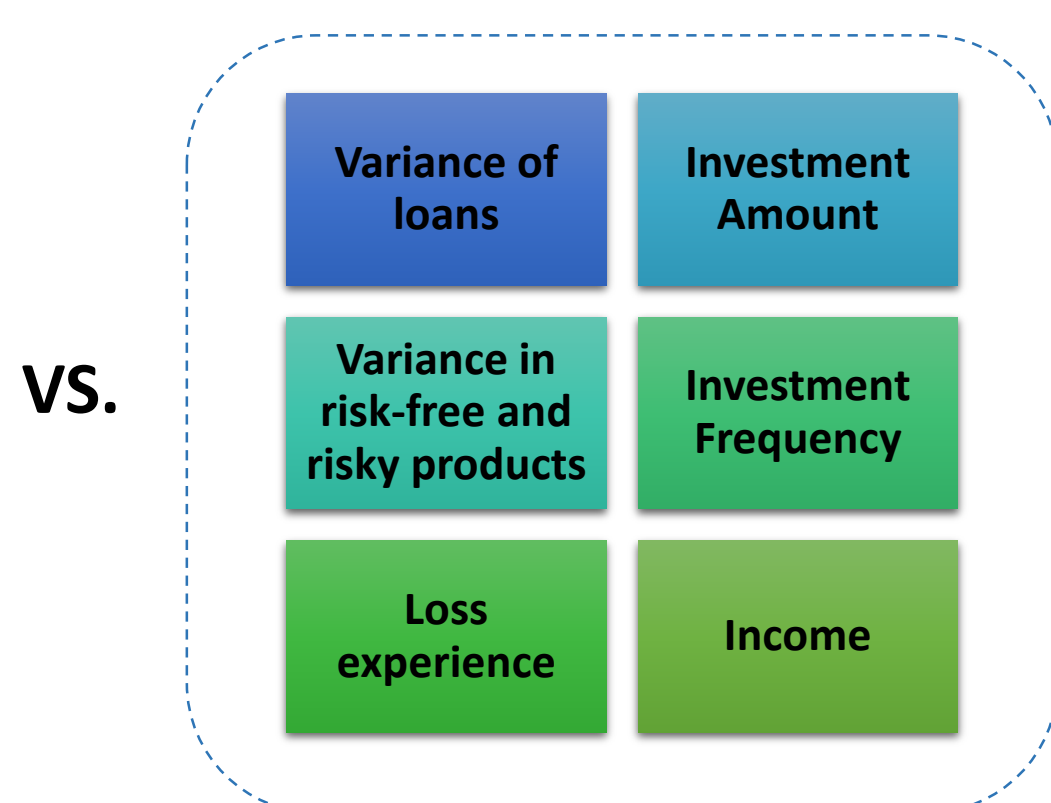 VS.
Variance of
loans
Investment
Amount
Variance in
risk-free and
risky products
Investment
Frequency
Loss
experience
Income